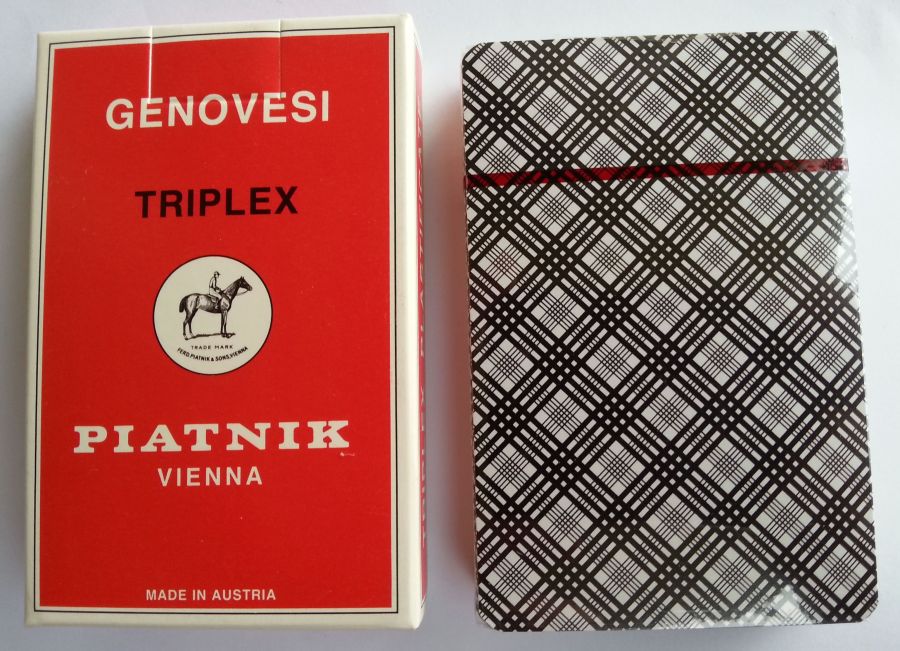 GENOVESI
TRIPLEX
TRADE MARK
FERD. PIATNIK & SONS, VIENNA
PIATNIK
VIENNA
MADE IN AUSTRIA